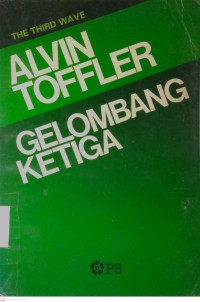 THE THIRD WAVE
ALVIN
TOFFLER
GELOMBANG
KETIGA
PS